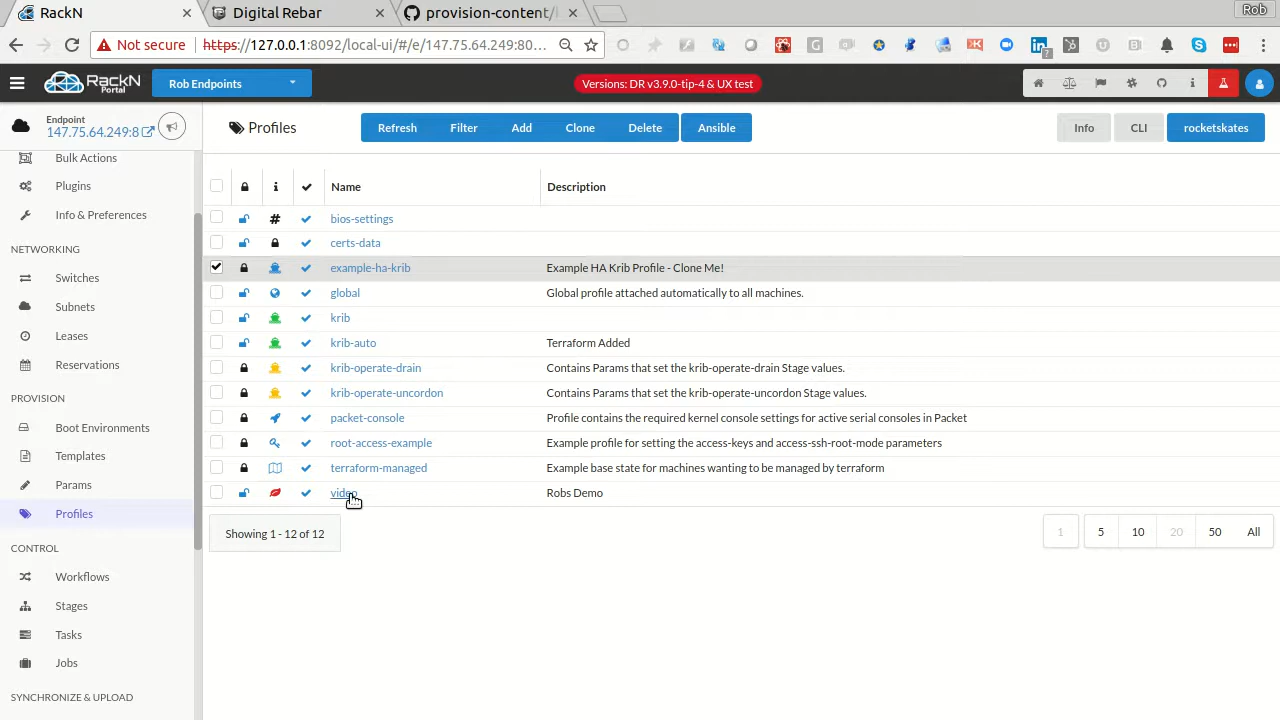 RackN
Digital Rebar
provision-content/
Rob
Not secure
https://127.0.0.1:8092/local-ui/#/e/147.75.64.249:80...
RackN Portal
Rob Endpoints
Versions: DR v3.9.0-tip-4 & UX test
Endpoint
147.75.64.249:8
Profiles
Refresh
Filter
Add
Clone
Delete
Ansible
Info
CLI
rocketskates
Bulk Actions
Plugins
Info & Preferences
NETWORKING
Switches
Subnets
Leases
Reservations
PROVISION
Boot Environments
Templates
Params
Profiles
CONTROL
Workflows
Stages
Tasks
Jobs
SYNCHRONIZE & UPLOAD
Name Description
bios-settings
certs-data
example-ha-krib Example HA Krib Profile - Clone Me!
global Global profile attached automatically to all machines.
krib
krib-auto Terraform Added
krib-operate-drain Contains Params that set the krib-operate-drain Stage values.
krib-operate-uncordon Contains Params that set the krib-operate-uncordon Stage values.
packet-console Profile contains the required kernel console settings for active serial consoles in Packet
root-access-example Example profile for setting the access-keys and access-ssh-root-mode parameters
terraform-managed Example base state for machines wanting to be managed by terraform
video Robs Demo
Showing 1 - 12 of 12
1
5
10
20
50
All